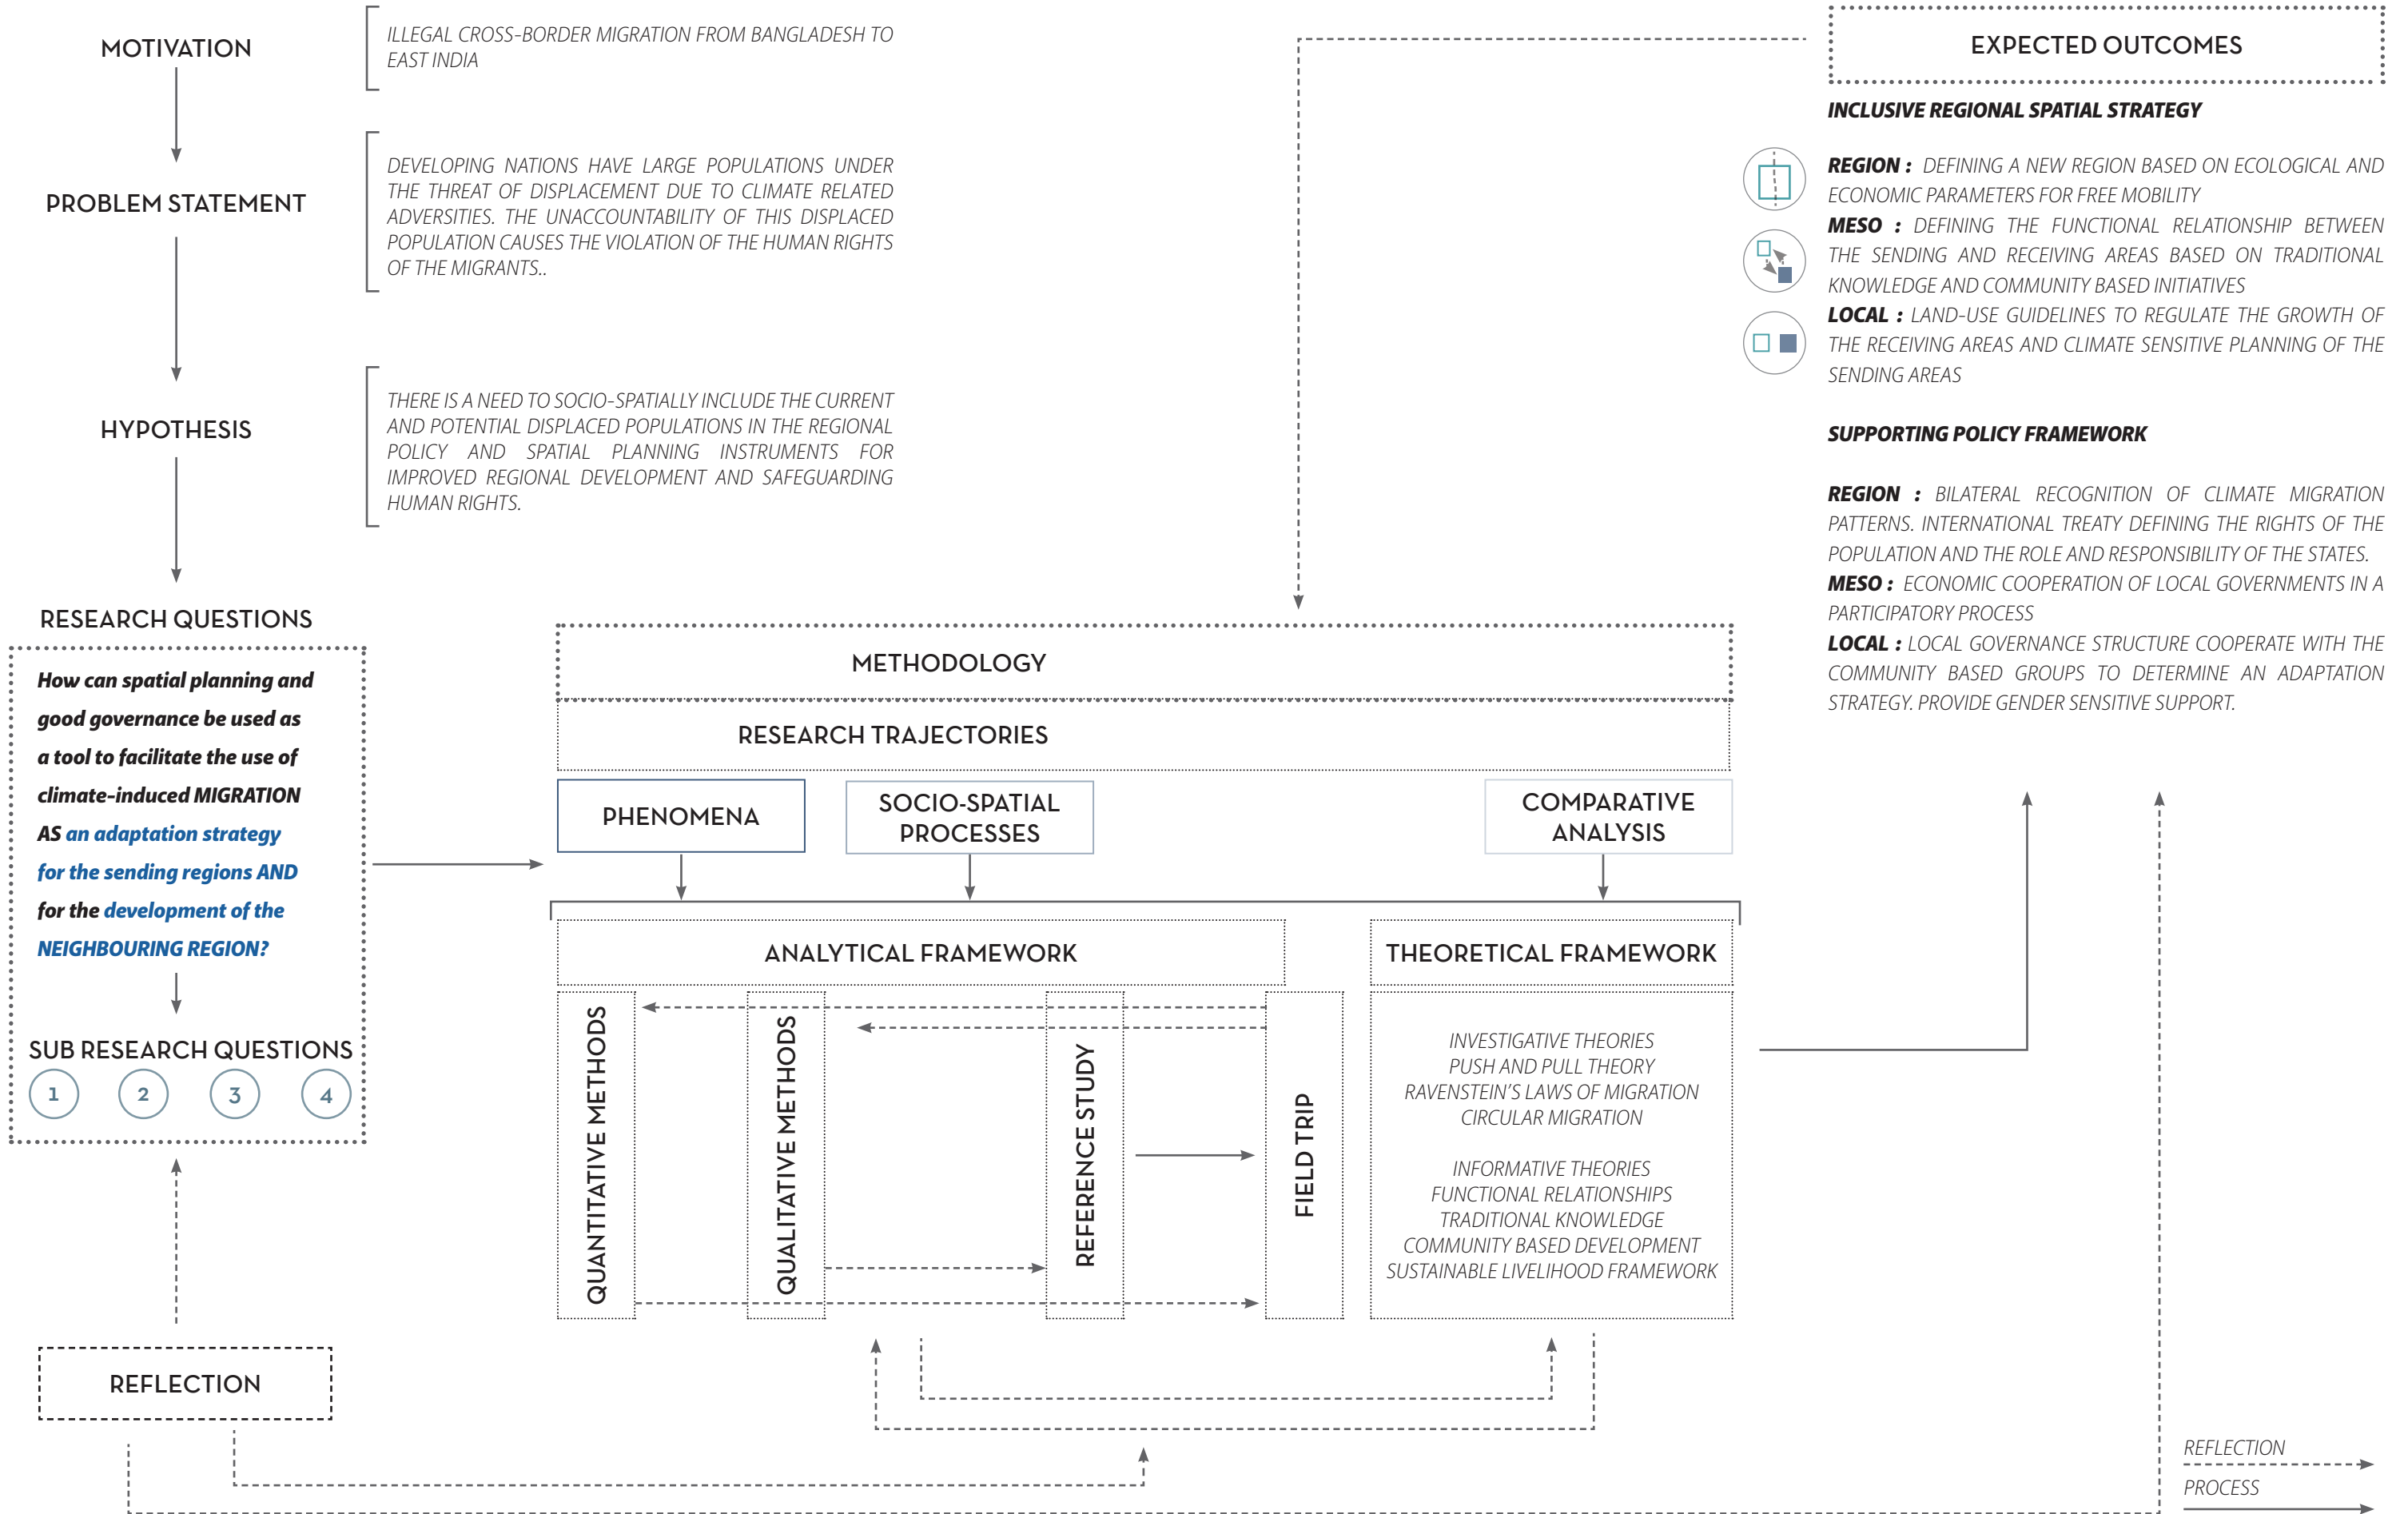 MOTIVATION
ILLEGAL CROSS-BORDER MIGRATION FROM BANGLADESH TO
EAST INDIA
PROBLEM STATEMENT
DEVELOPING NATIONS HAVE LARGE POPULATIONS UNDER
THE THREAT OF DISPLACEMENT DUE TO CLIMATE RELATED
ADVERSITIES. THE UNACCOUNTABILITY OF THIS DISPLACED
POPULATION CAUSES THE VIOLATION OF THE HUMAN RIGHTS
OF THE MIGRANTS..
HYPOTHESIS
THERE IS A NEED TO SOCIO-SPATIALLY INCLUDE THE CURRENT
AND POTENTIAL DISPLACED POPULATIONS IN THE REGIONAL
POLICY AND SPATIAL PLANNING INSTRUMENTS FOR
IMPROVED REGIONAL DEVELOPMENT AND SAFEGUARDING
HUMAN RIGHTS.
RESEARCH QUESTIONS
How can spatial planning and
good governance be used as
a tool to facilitate the use of
climate-induced MIGRATION
AS an adaptation strategy
for the sending regions AND
for the development of the
NEIGHBOURING REGION?
SUB RESEARCH QUESTIONS
1 2 3 4
REFLECTION
METHODOLOGY
RESEARCH TRAJECTORIES
PHENOMENA
SOCIO-SPATIAL
PROCESSES
COMPARATIVE
ANALYSIS
ANALYTICAL FRAMEWORK
QUANTITATIVE METHODS
QUALITATIVE METHODS
REFERENCE STUDY
FIELD TRIP
THEORETICAL FRAMEWORK
INVESTIGATIVE THEORIES
PUSH AND PULL THEORY
RAVENSTEIN'S LAWS OF MIGRATION
CIRCULAR MIGRATION
INFORMATIVE THEORIES
FUNCTIONAL RELATIONSHIPS
TRADITIONAL KNOWLEDGE
COMMUNITY BASED DEVELOPMENT
SUSTAINABLE LIVELIHOOD FRAMEWORK
EXPECTED OUTCOMES
INCLUSIVE REGIONAL SPATIAL STRATEGY
REGION : DEFINING A NEW REGION BASED ON ECOLOGICAL AND
ECONOMIC PARAMETERS FOR FREE MOBILITY
MESO : DEFINING THE FUNCTIONAL RELATIONSHIP BETWEEN
THE SENDING AND RECEIVING AREAS BASED ON TRADITIONAL
KNOWLEDGE AND COMMUNITY BASED INITIATIVES
LOCAL : LAND-USE GUIDELINES TO REGULATE THE GROWTH OF
THE RECEIVING AREAS AND CLIMATE SENSITIVE PLANNING OF THE
SENDING AREAS
SUPPORTING POLICY FRAMEWORK
REGION : BILATERAL RECOGNITION OF CLIMATE MIGRATION
PATTERNS. INTERNATIONAL TREATY DEFINING THE RIGHTS OF THE
POPULATION AND THE ROLE AND RESPONSIBILITY OF THE STATES.
MESO : ECONOMIC COOPERATION OF LOCAL GOVERNMENTS IN A
PARTICIPATORY PROCESS
LOCAL : LOCAL GOVERNANCE STRUCTURE COOPERATE WITH THE
COMMUNITY BASED GROUPS TO DETERMINE AN ADAPTATION
STRATEGY. PROVIDE GENDER SENSITIVE SUPPORT.
REFLECTION
PROCESS